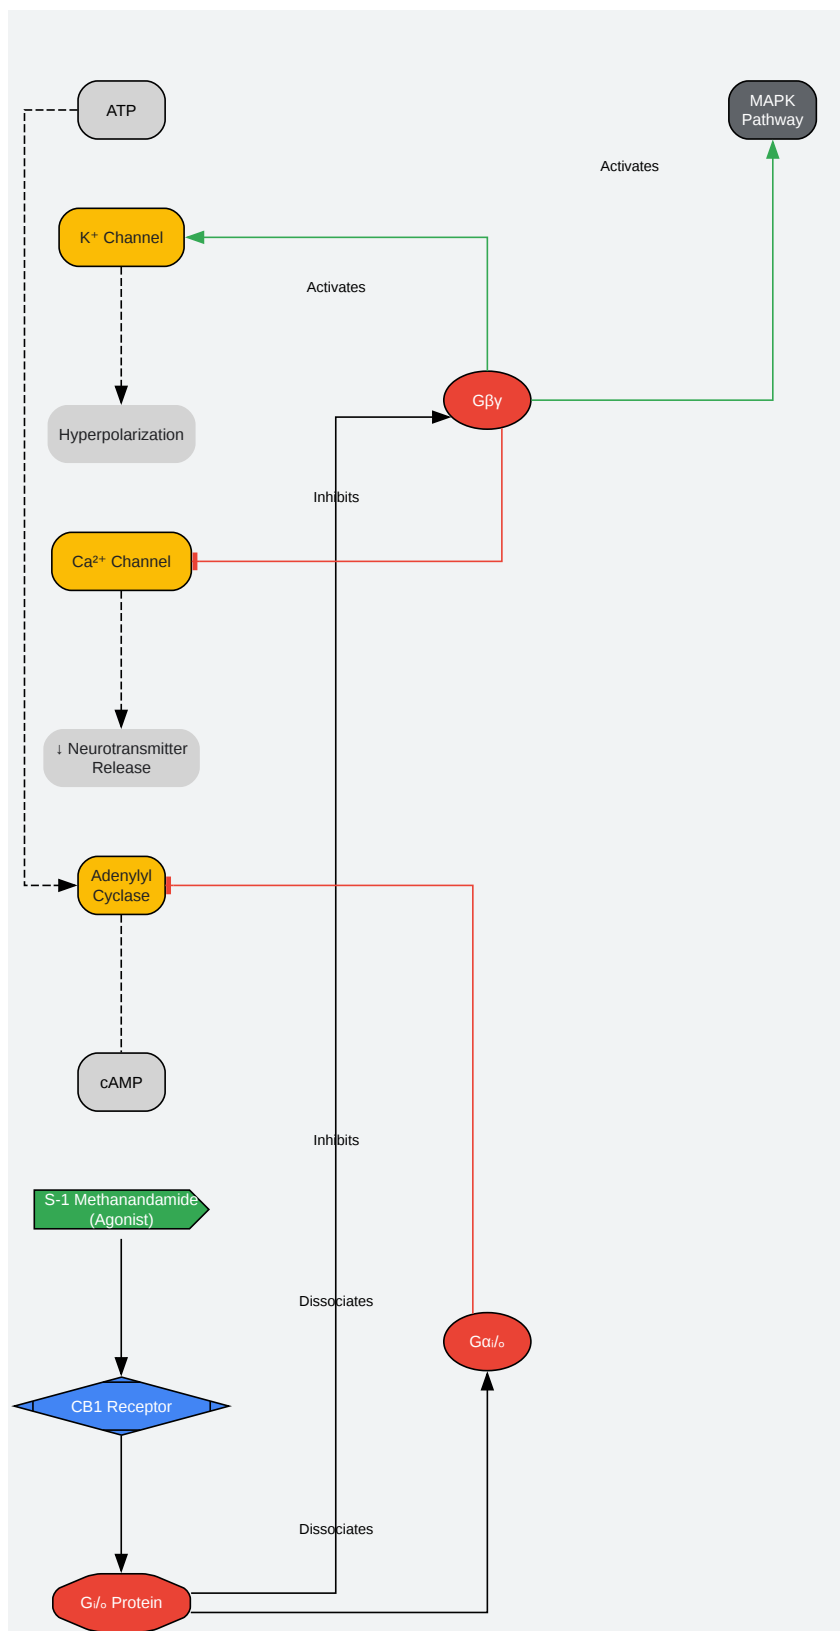 ATP
MAPK
Pathway
Activates
K⁺ Channel
Activates
Gβγ
Hyperpolarization
Inhibits
Ca²⁺ Channel
↓ Neurotransmitter
Release
Adenylyl
Cyclase
cAMP
Inhibits
S-1 Methanandamide
(Agonist)
Dissociates
Gαᵢ/ₒ
CB1 Receptor
Dissociates
Gᵢ/ₒ Protein